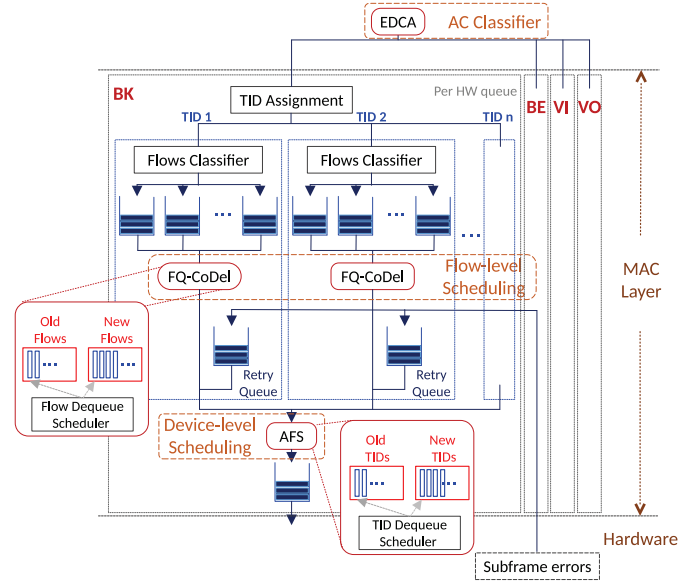 EDCA
AC Classifier
BK
Per HW queue
BE
VI
VO
TID Assignment
TID 1
TID 2
TID n
Flows Classifier
Flows Classifier
...
...
...
FQ-CoDel
FQ-CoDel
Flow-level
Scheduling
MAC
Layer
Old
Flows
New
Flows
...
...
Flow Dequeue
Scheduler
Retry
Queue
Retry
Queue
Device-level
Scheduling
AFS
Old
TIDs
New
TIDs
...
...
TID Dequeue
Scheduler
Hardware
Subframe errors